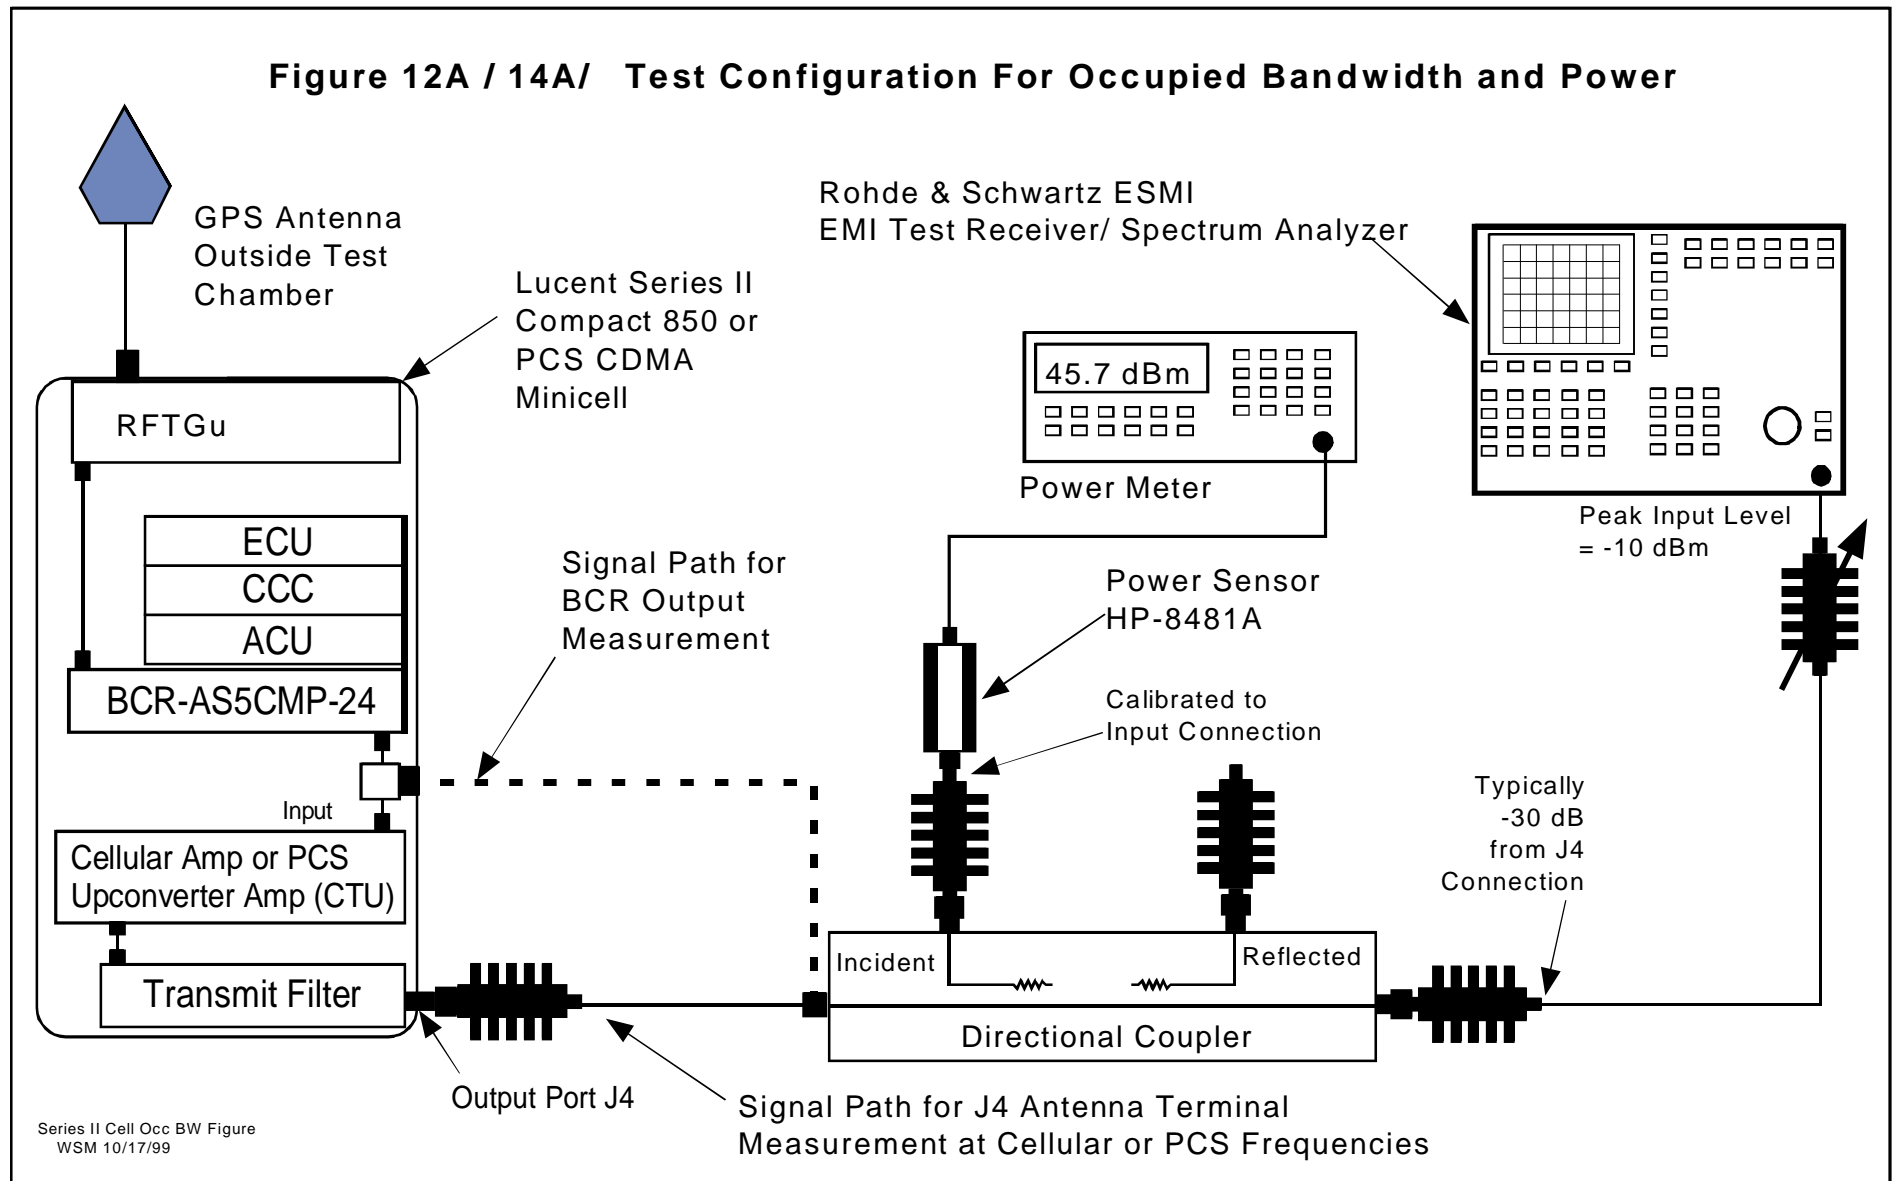 Figure 12A / 14A/   Test Configuration For Occupied Bandwidth and Power
GPS Antenna
Outside Test
Chamber
Lucent Series II
Compact 850 or
PCS CDMA
Minicell
Rohde & Schwartz ESMI
EMI Test Receiver/ Spectrum Analyzer
45.7 dBm
Power Meter
Peak Input Level
= -10 dBm
RFTGu
ECU
CCC
ACU
BCR-AS5CMP-24
Signal Path for
BCR Output
Measurement
Power Sensor
HP-8481A
Calibrated to
Input Connection
Input
Cellular Amp or PCS
Upconverter Amp (CTU)
Transmit Filter
Typically
-30 dB
from J4
Connection
Incident
Reflected
Directional Coupler
Output Port J4
Signal Path for J4 Antenna Terminal
Measurement at Cellular or PCS Frequencies
Series II Cell Occ BW Figure
WSM 10/17/99